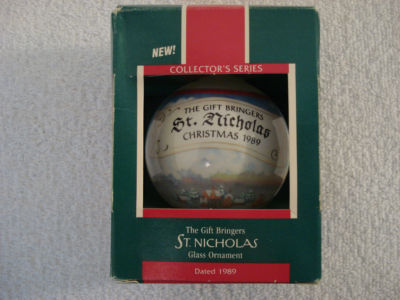 NEW!
COLLECTOR'S SERIES
THE GIFT BRINGERS
St. Nicholas
CHRISTMAS 1989
The Gift Bringers
ST. NICHOLAS
Glass Ornament
Dated 1989